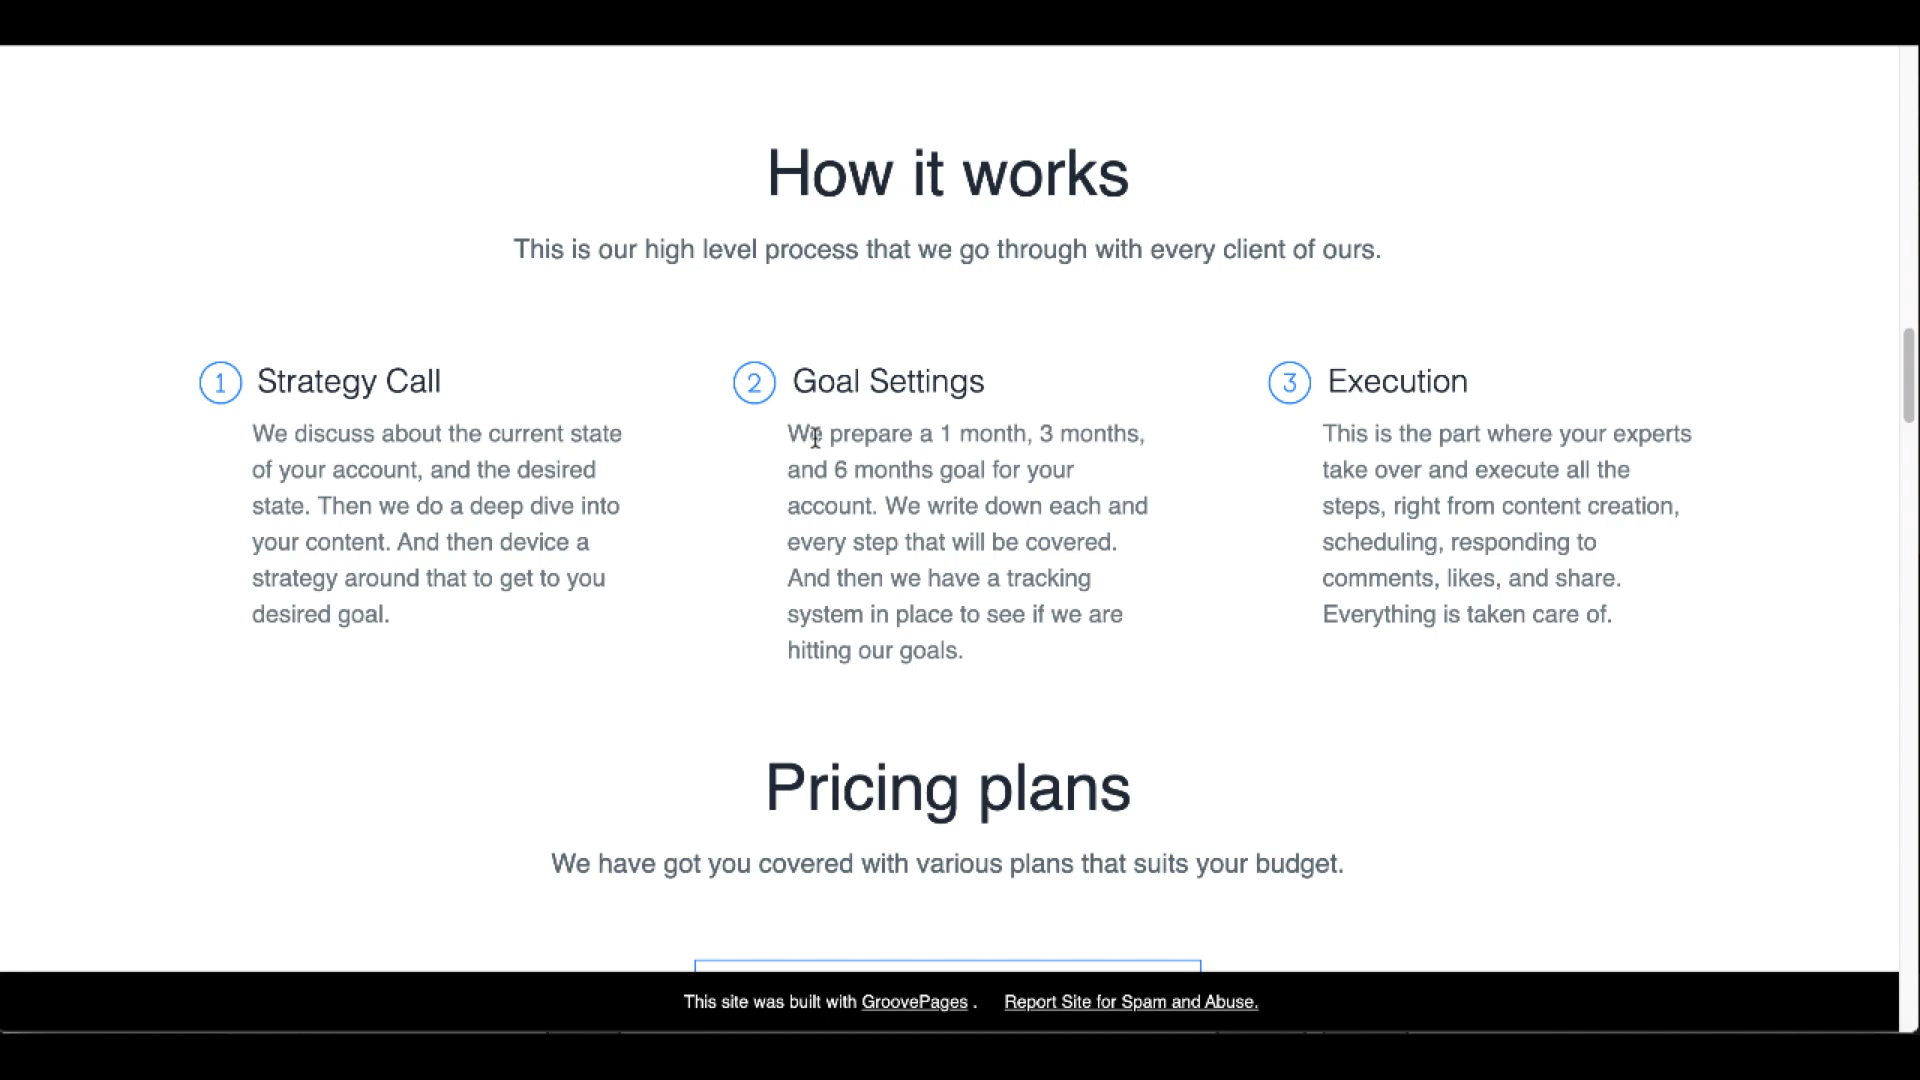 How it works
This is our high level process that we go through with every client of ours.
1 Strategy Call
We discuss about the current state
of your account, and the desired
state. Then we do a deep dive into
your content. And then device a
strategy around that to get to you
desired goal.
2 Goal Settings
We prepare a 1 month, 3 months,
and 6 months goal for your
account. We write down each and
every step that will be covered.
And then we have a tracking
system in place to see if we are
hitting our goals.
3 Execution
This is the part where your experts
take over and execute all the
steps, right from content creation,
scheduling, responding to
comments, likes, and share.
Everything is taken care of.
Pricing plans
We have got you covered with various plans that suits your budget.
This site was built with GroovePages . Report Site for Spam and Abuse.